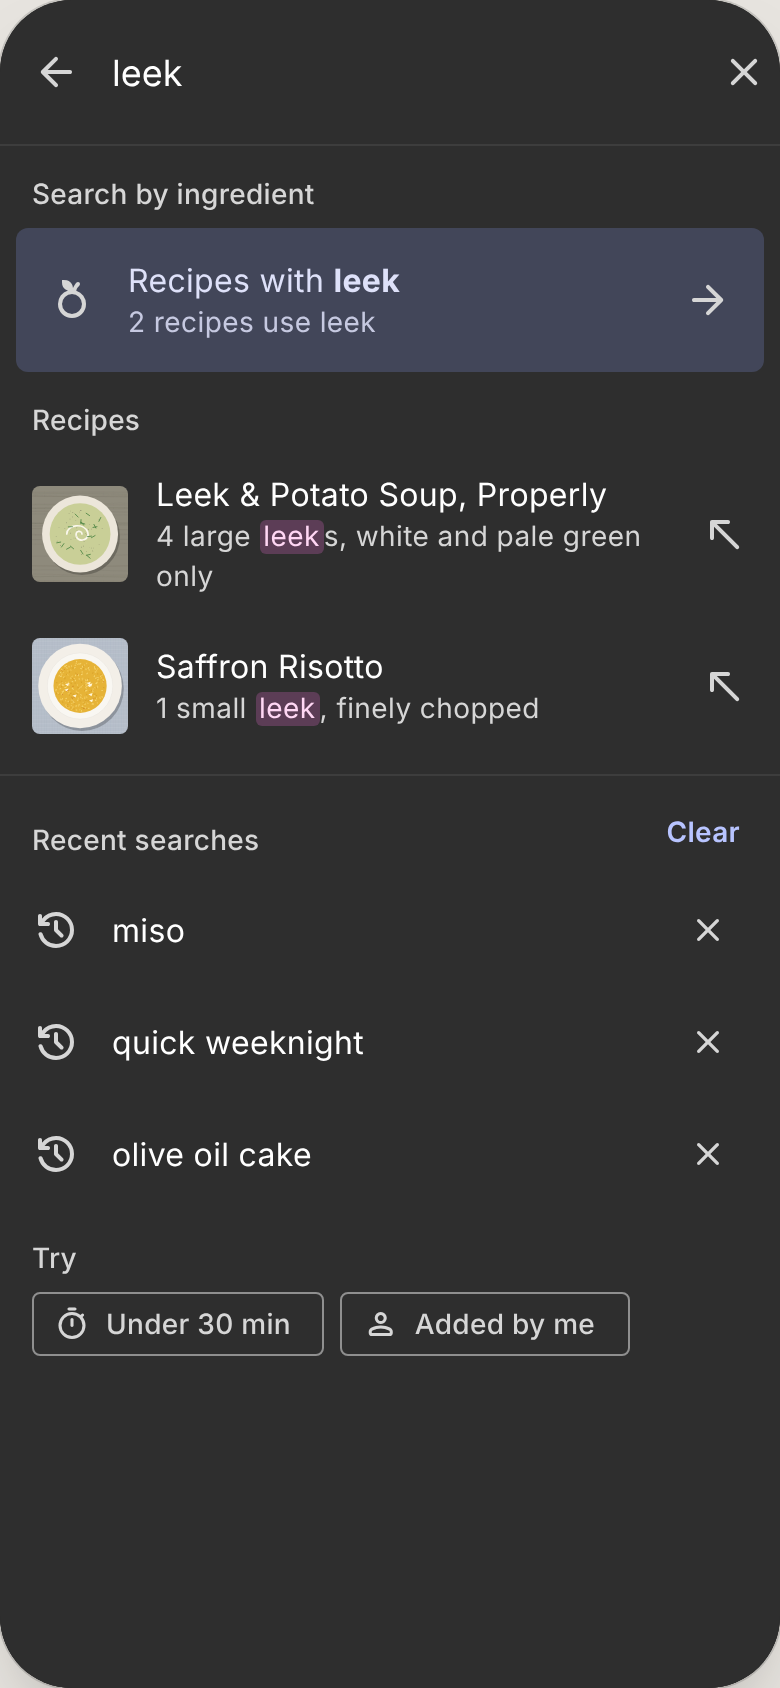 leek
Search by ingredient
Recipes with leek
2 recipes use leek
Recipes
Leek & Potato Soup, Properly
4 large leeks, white and pale green
only
Saffron Risotto
1 small leek, finely chopped
Recent searches
Clear
miso
quick weeknight
olive oil cake
Try
Under 30 min
Added by me